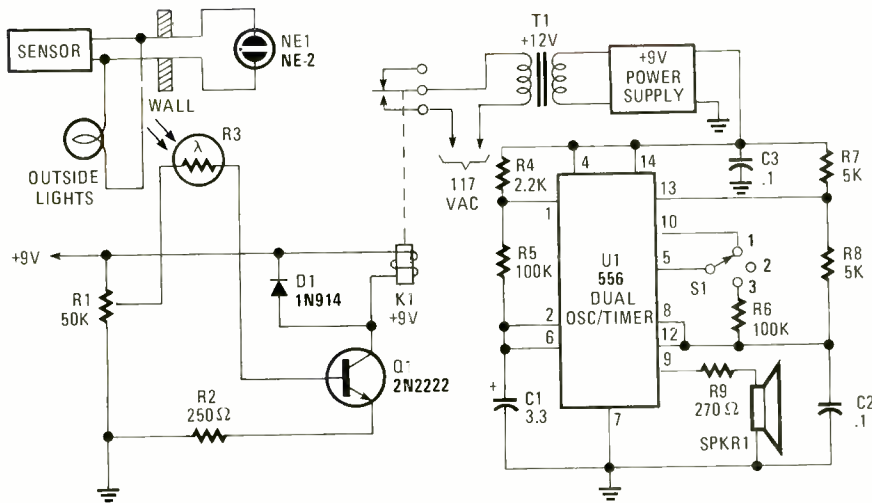 SENSOR
NE1
NE-2
WALL
R3
λ
OUTSIDE
LIGHTS
+9V
R1
50K
D1
1N914
K1
+9V
Q1
2N2222
R2
250Ω
T1
+12V
+9V
POWER
SUPPLY
117
VAC
R4
2.2K
4
14
C3
.1
R7
5K
1
13
10
5
R5
100K
U1
556
DUAL
OSC/TIMER
1
2
3
S1
R8
5K
2
6
8
12
9
R6
100K
+
C1
3.3
7
R9
270Ω
SPKR1
C2
.1